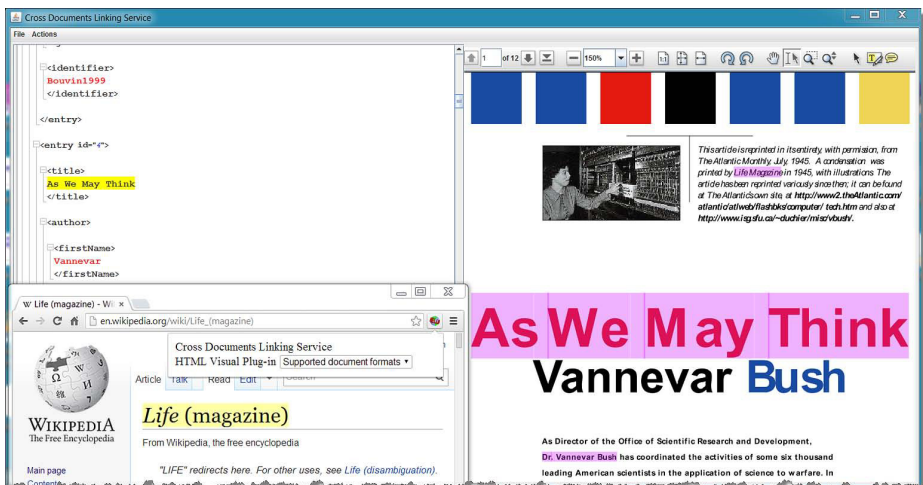 Cross Documents Linking Service
File Actions
<identifier>
Bouvin1999
</identifier>
</entry>
<entry id="4">
<title>
As We May Think
</title>
<author>
<firstName>
Vannevar
</firstName>
1 of 12 150%
This article is reprinted in its entirety, with permission, from
The Atlantic Monthly, July, 1945. A condensation was
printed by Life Magazine in 1945, with illustrations. The
article has been reprinted variously since then; it can be found
at The Atlantic's own site, at http://www2.theAtlantic.com/
atlantic/atlweb/flashbks/computer/ tech.htm and also at
http://www.isg.sfu.ca/~duchier/misc/vbush/.
As We May Think
Vannevar Bush
As Director of the Office of Scientific Research and Development,
Dr. Vannevar Bush has coordinated the activities of some six thousand
leading American scientists in the application of science to warfare. In
W Life (magazine) - Wi
en.wikipedia.org/wiki/Life_(magazine)
Cross Documents Linking Service
HTML Visual Plug-in Supported document formats
Article Talk Read Edit Search
WIKIPEDIA
The Free Encyclopedia
Main page
Contents
Life (magazine)
From Wikipedia, the free encyclopedia
"LIFE" redirects here. For other uses, see Life (disambiguation).